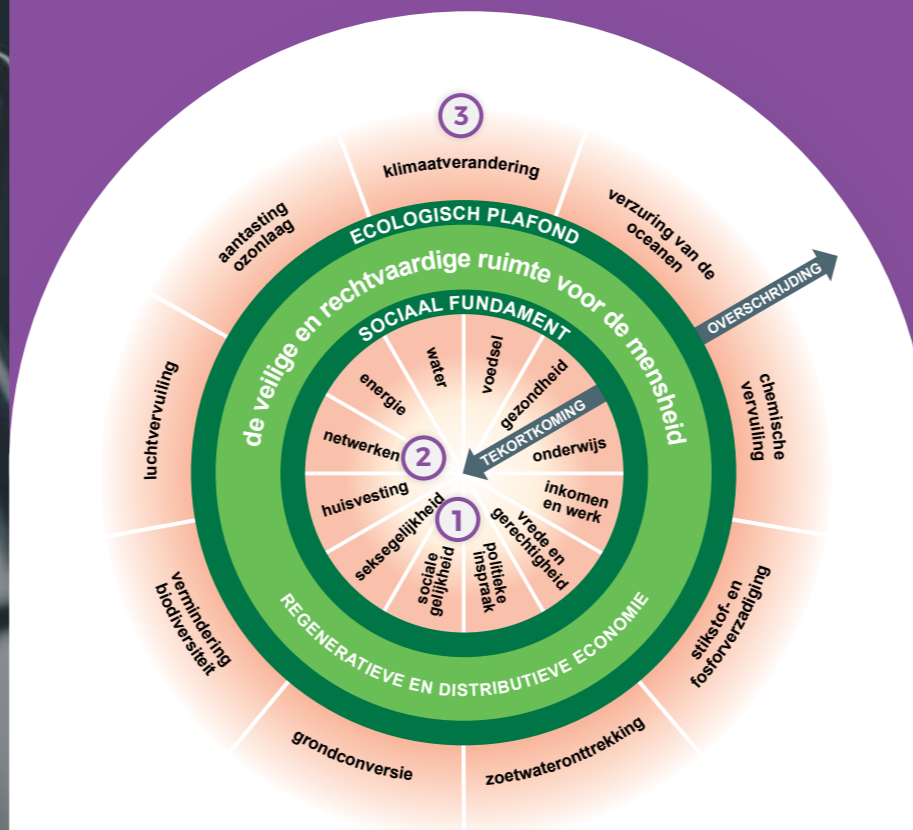 3
klimaatverandering
verzuring van de
oceanen
chemische
vervuiling
stikstof- en
fosforverzadiging
zoetwateronttrekking
grondconversie
vermindering
biodiversiteit
luchtvervuiling
aantasting
ozonlaag
OVERSCHRIJDING
ECOLOGISCH PLAFOND
de veilige en rechtvaardige ruimte voor de mensheid
SOCIAAL FUNDAMENT
water
voedsel
gezondheid
TEKORTKOMING
onderwijs
inkomen
en werk
vrede en
gerechtigheid
politieke
inspraak
1
sociale
gelijkheid
seksegelijkheid
huisvesting
2
netwerken
energie
REGENERATIEVE EN DISTRIBUTIEVE ECONOMIE